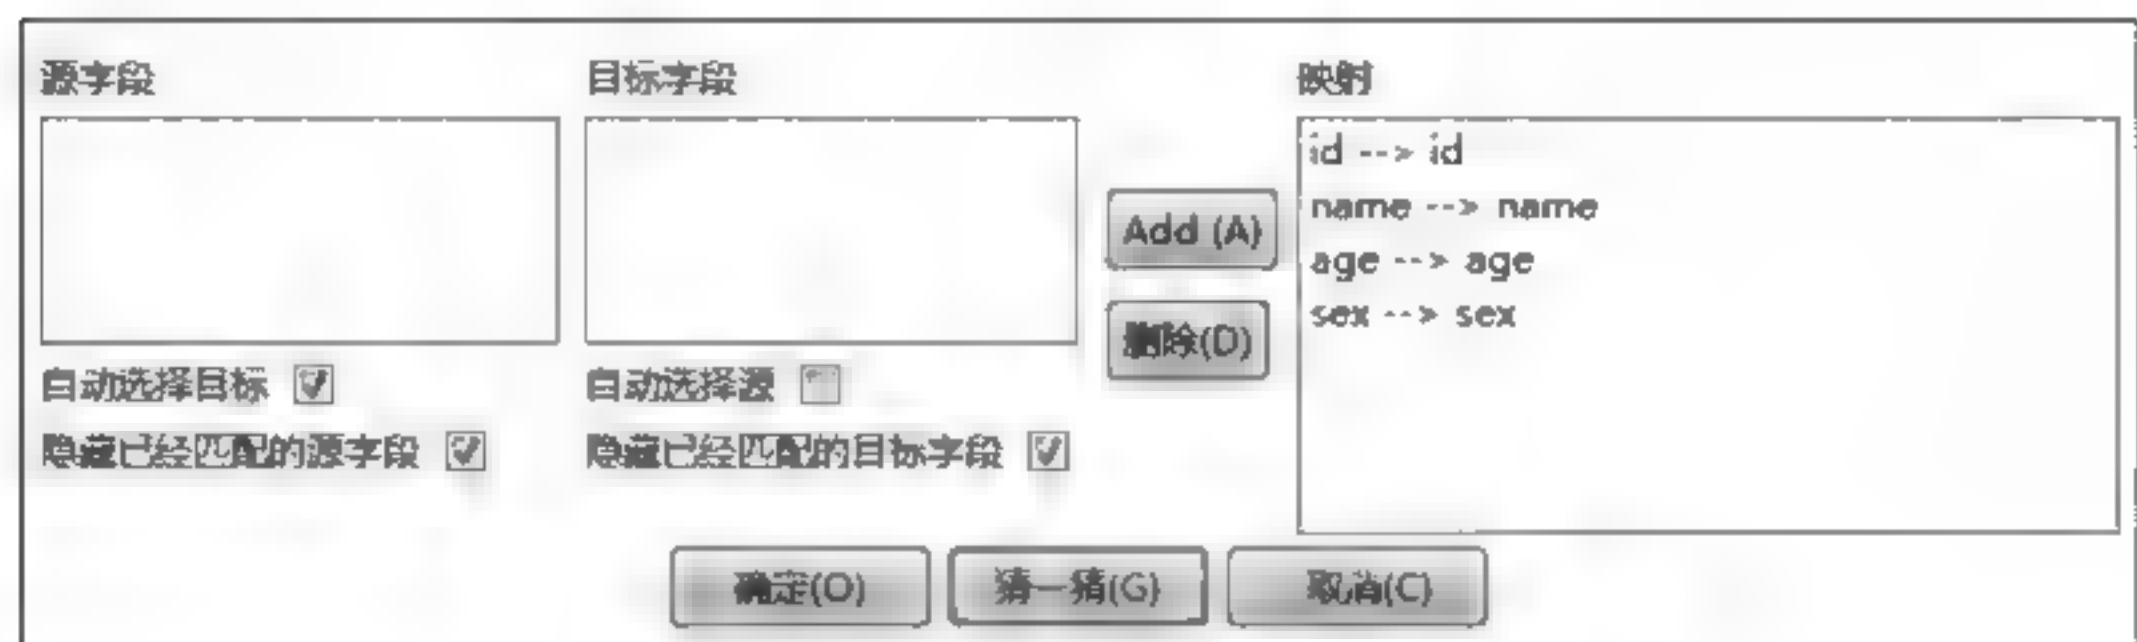 源字段 目标字段 映射
id --> id
name --> name
Add (A)
age --> age
sex --> sex
删除(D)
自动选择目标 自动选择源
隐藏已经匹配的源字段 隐藏已经匹配的目标字段
确定(O) 猜一猜(G) 取消(C)